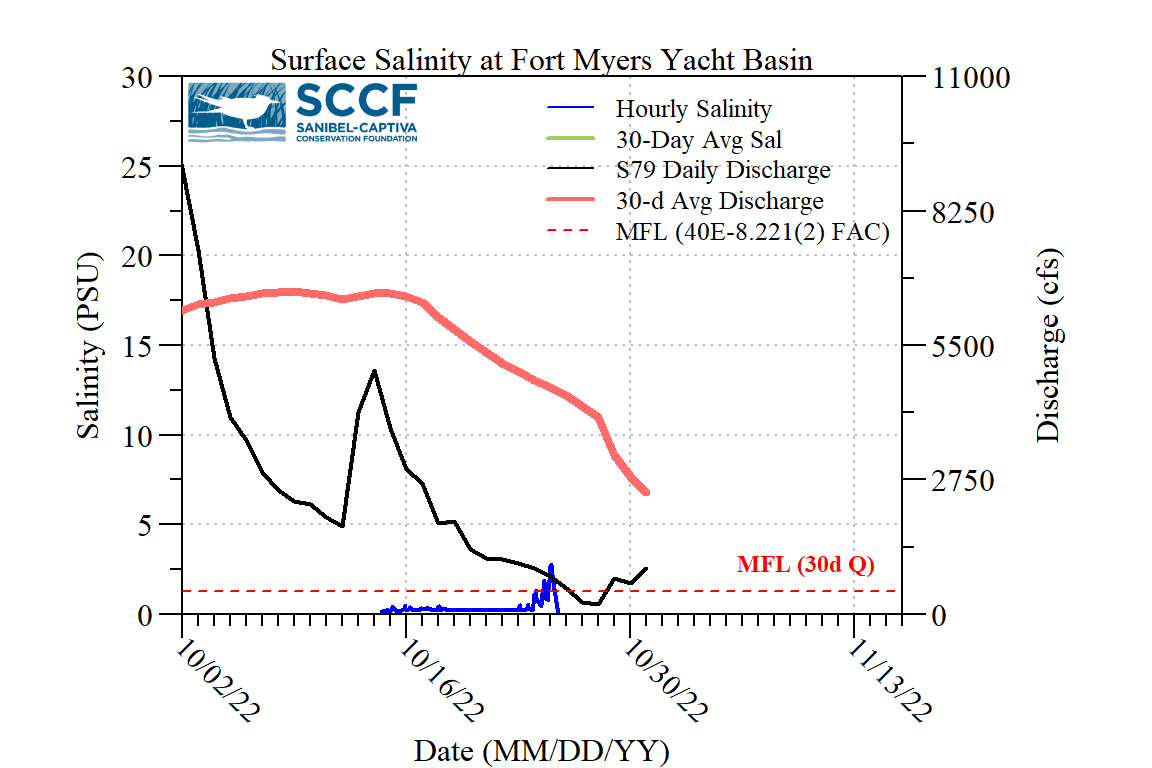 Surface Salinity at Fort Myers Yacht Basin
SCCF
SANIBEL-CAPTIVA
CONSERVATION FOUNDATION
Hourly Salinity
30-Day Avg Sal
S79 Daily Discharge
30-d Avg Discharge
MFL (40E-8.221(2) FAC)
30
25
20
15
10
5
0
Salinity (PSU)
11000
8250
5500
2750
0
Discharge (cfs)
MFL (30d Q)
10/02/22
10/16/22
10/30/22
11/13/22
Date (MM/DD/YY)